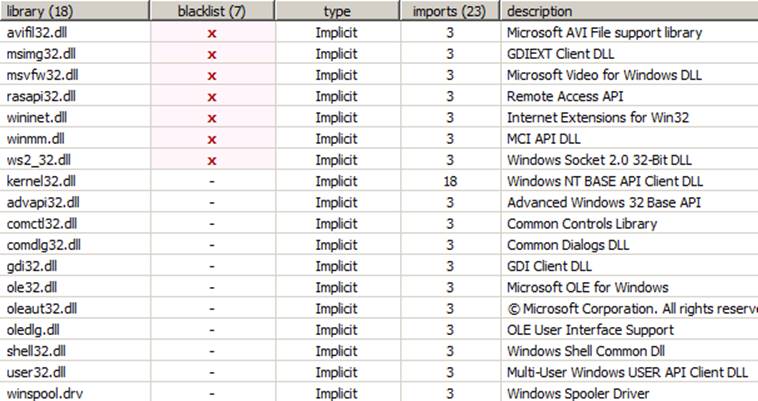 library (18) blacklist (7) type imports (23) description
avifil32.dll x Implicit 3 Microsoft AVI File support library
msimg32.dll x Implicit 3 GDIEXT Client DLL
msvfw32.dll x Implicit 3 Microsoft Video for Windows DLL
rasapi32.dll x Implicit 3 Remote Access API
wininet.dll x Implicit 3 Internet Extensions for Win32
winmm.dll x Implicit 3 MCI API DLL
ws2_32.dll x Implicit 3 Windows Socket 2.0 32-Bit DLL
kernel32.dll - Implicit 18 Windows NT BASE API Client DLL
advapi32.dll - Implicit 3 Advanced Windows 32 Base API
comctl32.dll - Implicit 3 Common Controls Library
comdlg32.dll - Implicit 3 Common Dialogs DLL
gdi32.dll - Implicit 3 GDI Client DLL
ole32.dll - Implicit 3 Microsoft OLE for Windows
oleaut32.dll - Implicit 3 © Microsoft Corporation. All rights reserve
oledlg.dll - Implicit 3 OLE User Interface Support
shell32.dll - Implicit 3 Windows Shell Common Dll
user32.dll - Implicit 3 Multi-User Windows USER API Client DLL
winspool.drv - Implicit 3 Windows Spooler Driver